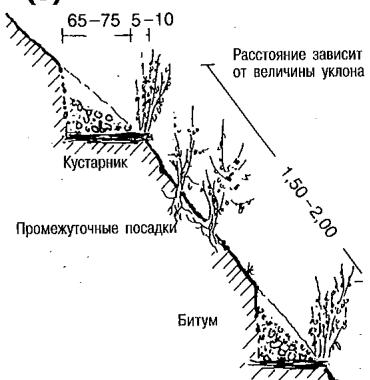 65–75 5–10
Расстояние зависит
от величины уклона
Кустарник
1,50–2,00
Промежуточные посадки
Битум